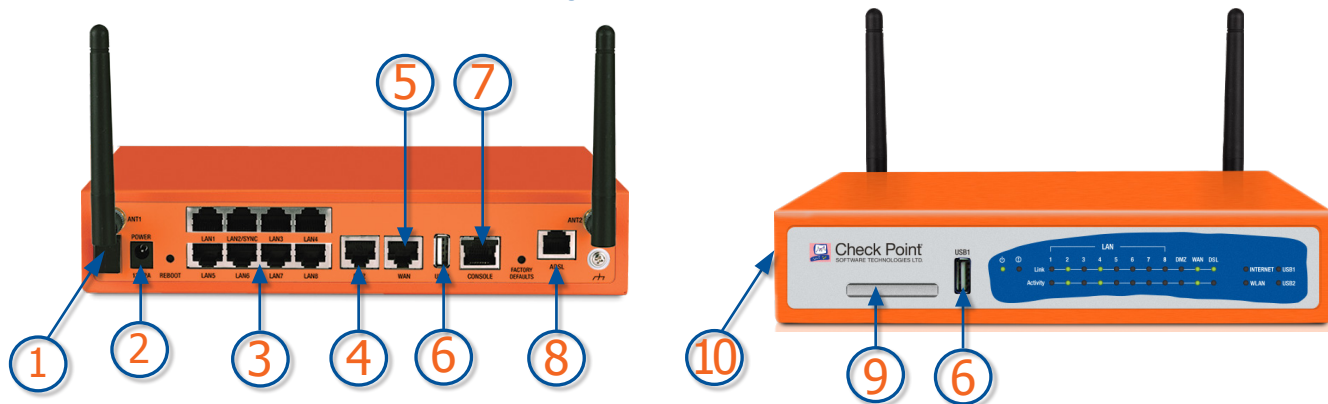 5
7
ANT1
ANT2
POWER
LAN1 LAN2/SYNC LAN3 LAN4
REBOOT
LAN5 LAN6 LAN7 LAN8
WAN
CONSOLE
FACTORY
DEFAULTS
ADSL
1
2
3
4
6
8
Check Point
SOFTWARE TECHNOLOGIES LTD.
USB1
LAN
1 2 3 4 5 6 7 8 DMZ WAN DSL
Link
Activity
INTERNET USB1
WLAN USB2
10
9
6